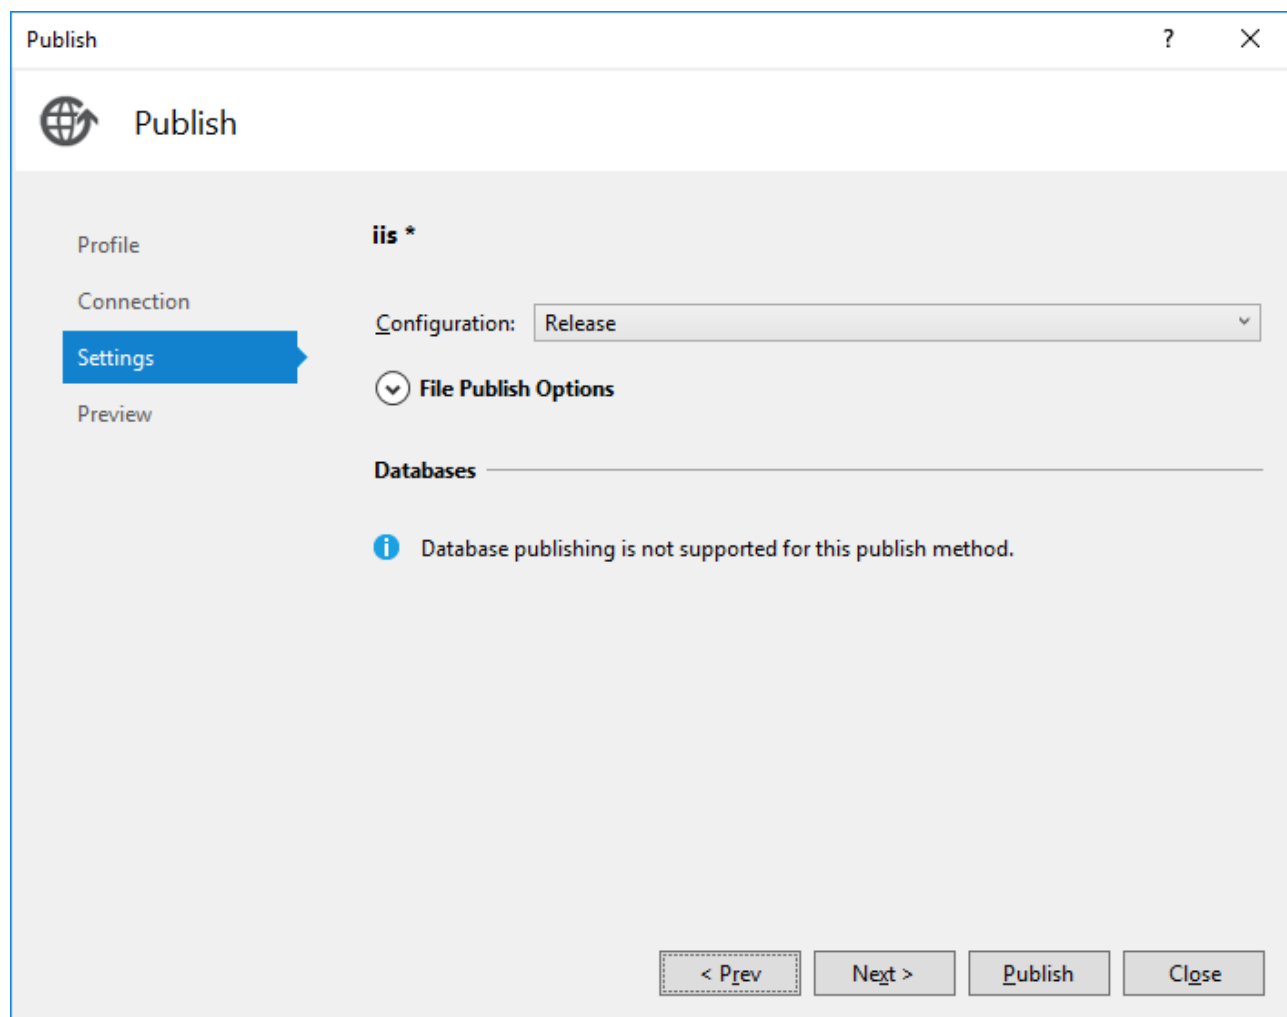 Publish
?
Publish
Profile
Connection
Settings
Preview
iis *
Configuration: Release
File Publish Options
Databases
Database publishing is not supported for this publish method.
< Prev Next > Publish Close